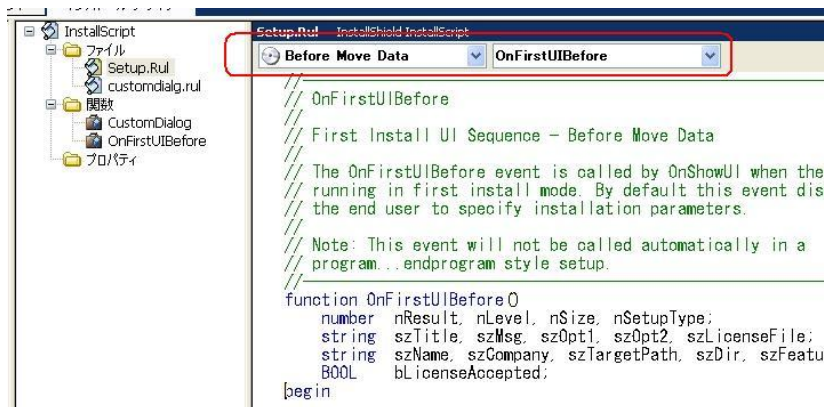 InstallScript
ファイル
Setup.Rul
customdialg.rul
関数
CustomDialog
OnFirstUIBefore
プロパティ
Setup.Rul InstallShield InstallScript
Before Move Data OnFirstUIBefore
//
// OnFirstUIBefore
//
// First Install UI Sequence - Before Move Data
//
// The OnFirstUIBefore event is called by OnShowUI when the
// running in first install mode. By default this event dis
// the end user to specify installation parameters.
//
// Note: This event will not be called automatically in a
// program...endprogram style setup.
//
function OnFirstUIBefore()
number nResult, nLevel, nSize, nSetupType;
string szTitle, szMsg, szOpt1, szOpt2, szLicenseFile;
string szName, szCompany, szTargetPath, szDir, szFeatu
BOOL bLicenseAccepted;
begin